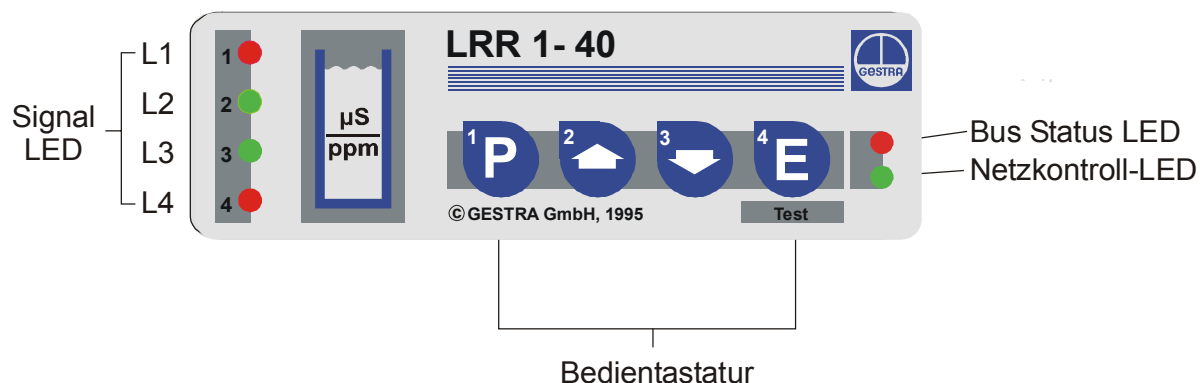 LRR 1- 40
L1
L2
L3
L4
Signal
LED
1
2
3
4
µS
ppm
GESTRA
1
P
2
3
4
E
© GESTRA GmbH, 1995
Test
Bus Status LED
Netzkontroll-LED
Bedientastatur